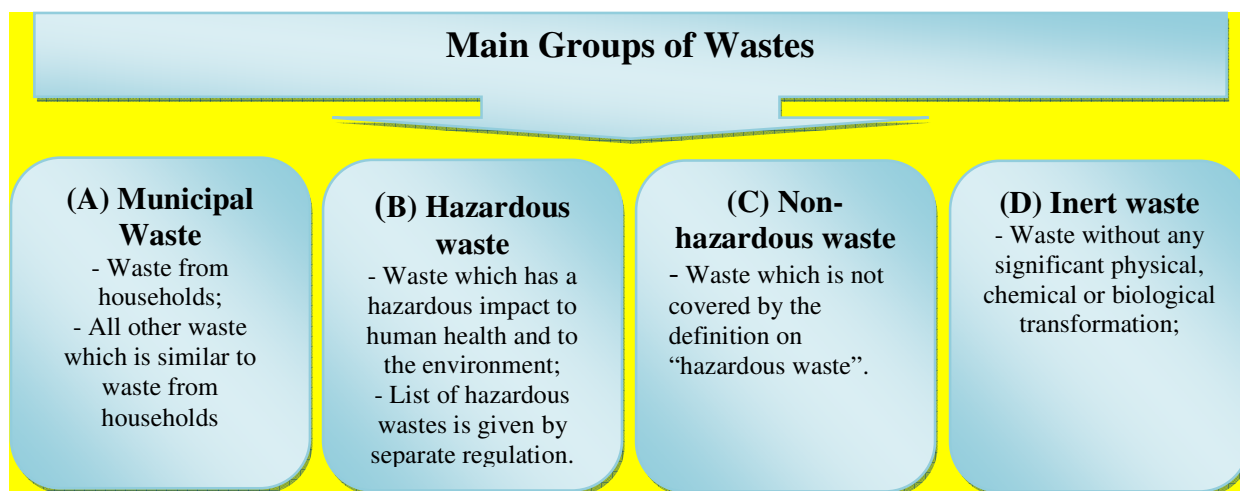 Main Groups of Wastes
(A) Municipal
Waste
- Waste from
households;
- All other waste
which is similar to
waste from
households
(B) Hazardous
waste
- Waste which has a
hazardous impact to
human health and to
the environment;
- List of hazardous
wastes is given by
separate regulation.
(C) Non-
hazardous waste
- Waste which is not
covered by the
definition on
“hazardous waste”.
(D) Inert waste
- Waste without any
significant physical,
chemical or biological
transformation;